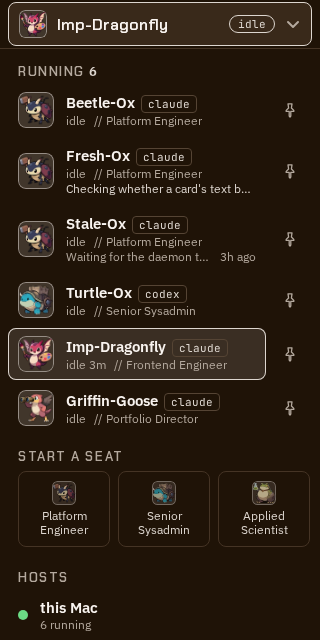 Imp-Dragonfly idle
RUNNING 6
Beetle-Ox claude
idle // Platform Engineer
Fresh-Ox claude
idle // Platform Engineer
Checking whether a card's text b...
Stale-Ox claude
idle // Platform Engineer
Waiting for the daemon t... 3h ago
Turtle-Ox codex
idle // Senior Sysadmin
Imp-Dragonfly claude
idle 3m // Frontend Engineer
Griffin-Goose claude
idle // Portfolio Director
START A SEAT
Platform
Engineer
Senior
Sysadmin
Applied
Scientist
HOSTS
this Mac
6 running